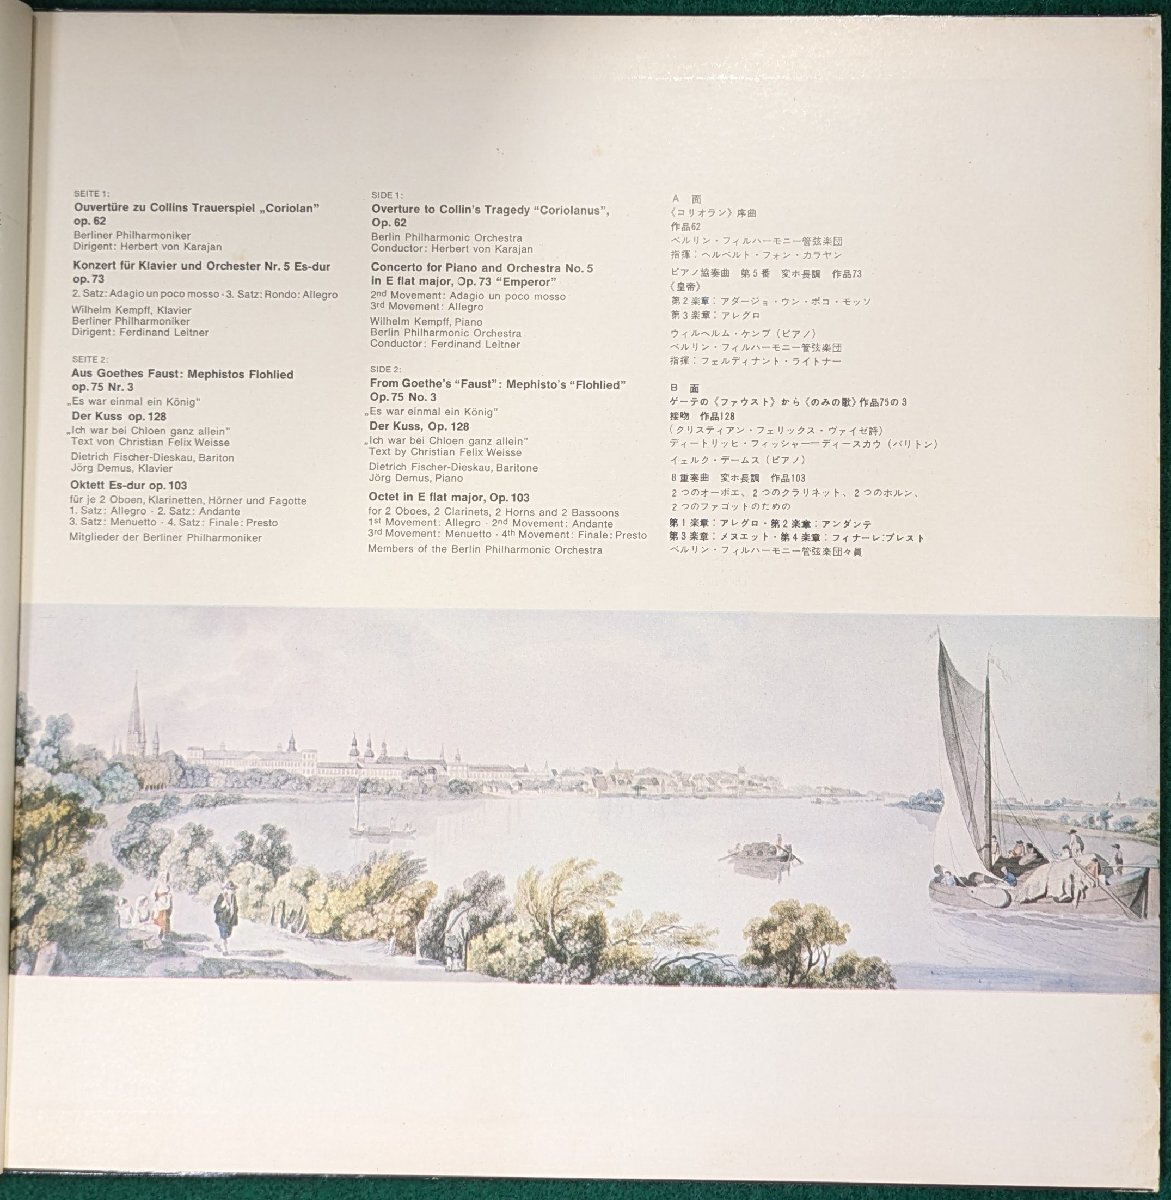 SEITE 1:
Ouvertüre zu Collins Trauerspiel „Coriolan”
op. 62
Berliner Philharmoniker
Dirigent: Herbert von Karajan
Konzert für Klavier und Orchester Nr. 5 Es-dur
op. 73
2. Satz: Adagio un poco mosso · 3. Satz: Rondo: Allegro
Wilhelm Kempff, Klavier
Berliner Philharmoniker
Dirigent: Ferdinand Leitner
SEITE 2:
Aus Goethes Faust: Mephistos Flohlied
op. 75 Nr. 3
„Es war einmal ein König”
Der Kuss op. 128
„Ich war bei Chloen ganz allein”
Text von Christian Felix Weisse
Dietrich Fischer-Dieskau, Bariton
Jörg Demus, Klavier
Oktett Es-dur op. 103
für je 2 Oboen, Klarinetten, Hörner und Fagotte
1. Satz: Allegro · 2. Satz: Andante
3. Satz: Menuetto · 4. Satz: Finale: Presto
Mitglieder der Berliner Philharmoniker
SIDE 1:
Overture to Collin's Tragedy “Coriolanus”,
Op. 62
Berlin Philharmonic Orchestra
Conductor: Herbert von Karajan
Concerto for Piano and Orchestra No. 5
in E flat major, Op. 73 “Emperor”
2nd Movement: Adagio un poco mosso
3rd Movement: Allegro
Wilhelm Kempff, Piano
Berlin Philharmonic Orchestra
Conductor: Ferdinand Leitner
SIDE 2:
From Goethe's “Faust”: Mephisto's “Flohlied”
Op. 75 No. 3
„Es war einmal ein König”
Der Kuss, Op. 128
„Ich war bei Chloen ganz allein”
Text by Christian Felix Weisse
Dietrich Fischer-Dieskau, Baritone
Jörg Demus, Piano
Octet in E flat major, Op. 103
for 2 Oboes, 2 Clarinets, 2 Horns and 2 Bassoons
1st Movement: Allegro · 2nd Movement: Andante
3rd Movement: Menuetto · 4th Movement: Finale: Presto
Members of the Berlin Philharmonic Orchestra
A 面
《コリオラン》序曲
作品62
ベルリン・フィルハーモニー管弦楽団
指揮：ヘルベルト・フォン・カラヤン
ピアノ協奏曲 第5番 変ホ長調 作品73
《皇帝》
第2楽章：アダージョ・ウン・ポコ・モッソ
第3楽章：アレグロ
ウィルヘルム・ケンプ（ピアノ）
ベルリン・フィルハーモニー管弦楽団
指揮：フェルディナント・ライトナー
B 面
ゲーテの《ファウスト》から〈のみの歌〉作品75の3
接吻 作品128
（クリスティアン・フェリックス・ヴァイゼ詩）
ディートリッヒ・フィッシャー＝ディースカウ（バリトン）
イェルク・デームス（ピアノ）
8重奏曲 変ホ長調 作品103
2つのオーボエ、2つのクラリネット、2つのホルン、
2つのファゴットのための
第1楽章：アレグロ・第2楽章：アンダンテ
第3楽章：メヌエット・第4楽章：フィナーレ：プレスト
ベルリン・フィルハーモニー管弦楽団々員